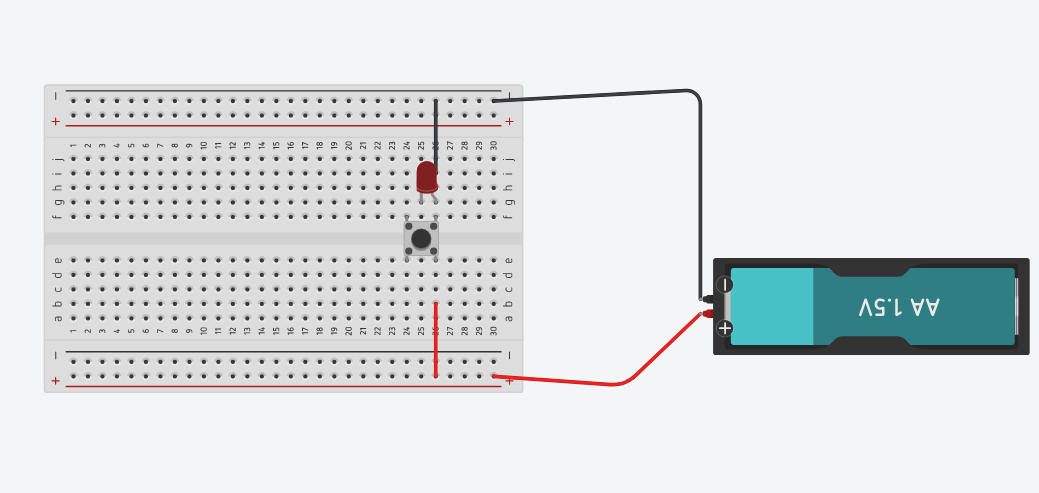 − −
+ +
1 2 3 4 5 6 7 8 9 10 11 12 13 14 15 16 17 18 19 20 21 22 23 24 25 26 27 28 29 30
j j
i i
h h
g g
f f
e e
d d
c c
b b
a a
1 2 3 4 5 6 7 8 9 10 11 12 13 14 15 16 17 18 19 20 21 22 23 24 25 26 27 28 29 30
− −
+ +
−
AA 1.5V
+